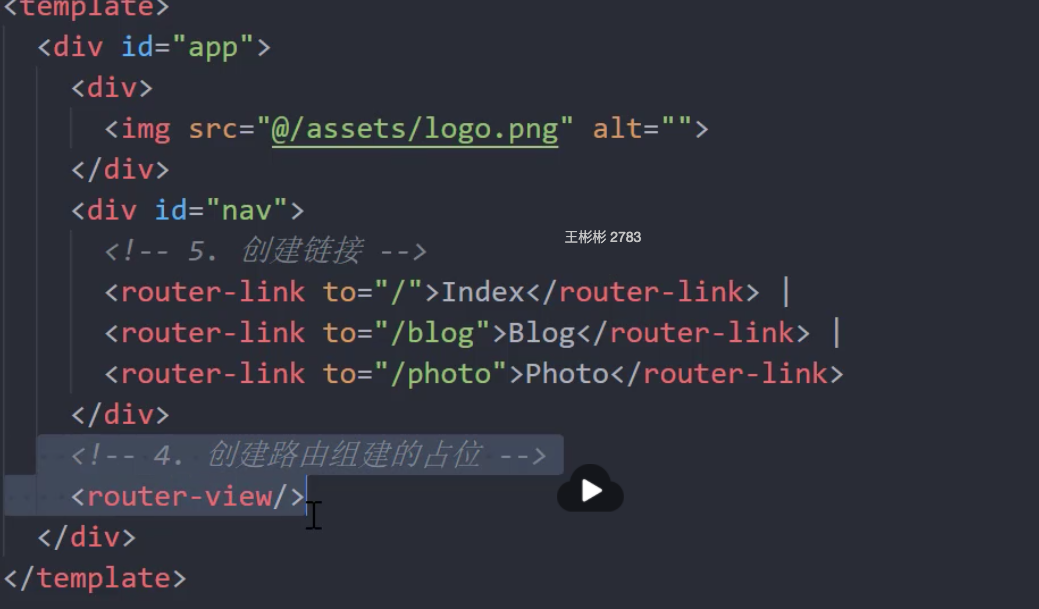 <template>
<div id="app">
<div>
<img src="@/assets/logo.png" alt="">
</div>
<div id="nav">
王彬彬 2783
<!-- 5. 创建链接 -->
<router-link to="/">Index</router-link> |
<router-link to="/blog">Blog</router-link> |
<router-link to="/photo">Photo</router-link>
</div>
<!-- 4. 创建路由组建的占位 -->
<router-view/>
</div>
</template>